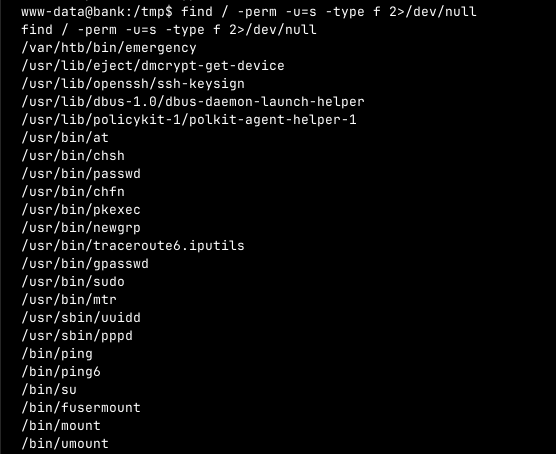 www-data@bank:/tmp$ find / -perm -u=s -type f 2>/dev/null
find / -perm -u=s -type f 2>/dev/null
/var/htb/bin/emergency
/usr/lib/eject/dmcrypt-get-device
/usr/lib/openssh/ssh-keysign
/usr/lib/dbus-1.0/dbus-daemon-launch-helper
/usr/lib/policykit-1/polkit-agent-helper-1
/usr/bin/at
/usr/bin/chsh
/usr/bin/passwd
/usr/bin/chfn
/usr/bin/pkexec
/usr/bin/newgrp
/usr/bin/traceroute6.iputils
/usr/bin/gpasswd
/usr/bin/sudo
/usr/bin/mtr
/usr/sbin/uuidd
/usr/sbin/pppd
/bin/ping
/bin/ping6
/bin/su
/bin/fusermount
/bin/mount
/bin/umount